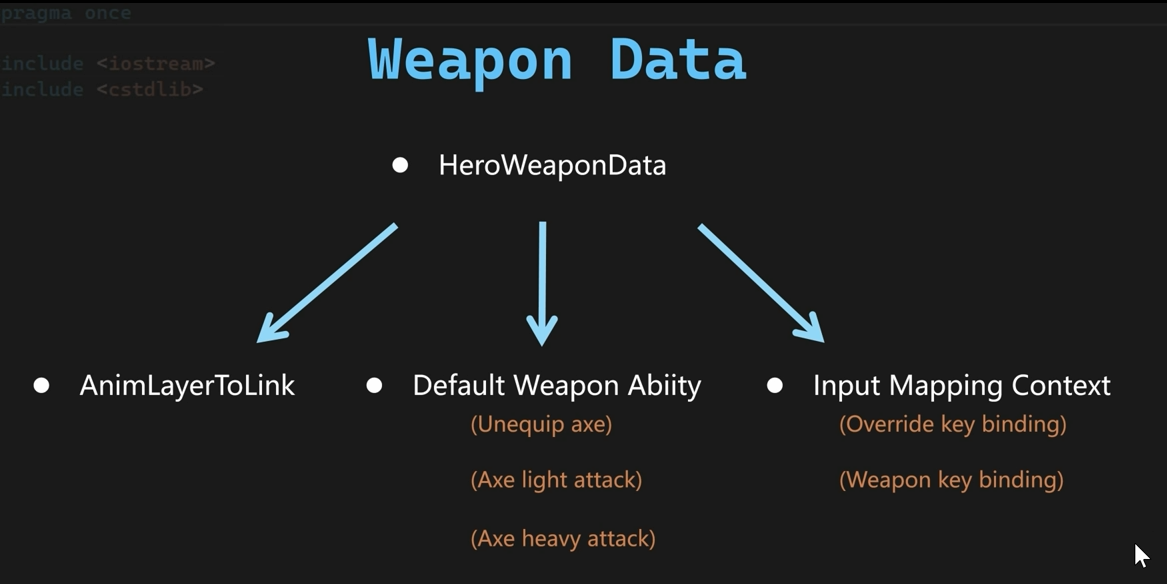 pragma once
include <iostream>
include <cstdlib>
Weapon Data
HeroWeaponData
AnimLayerToLink
Default Weapon Abiity
(Unequip axe)
(Axe light attack)
(Axe heavy attack)
Input Mapping Context
(Override key binding)
(Weapon key binding)